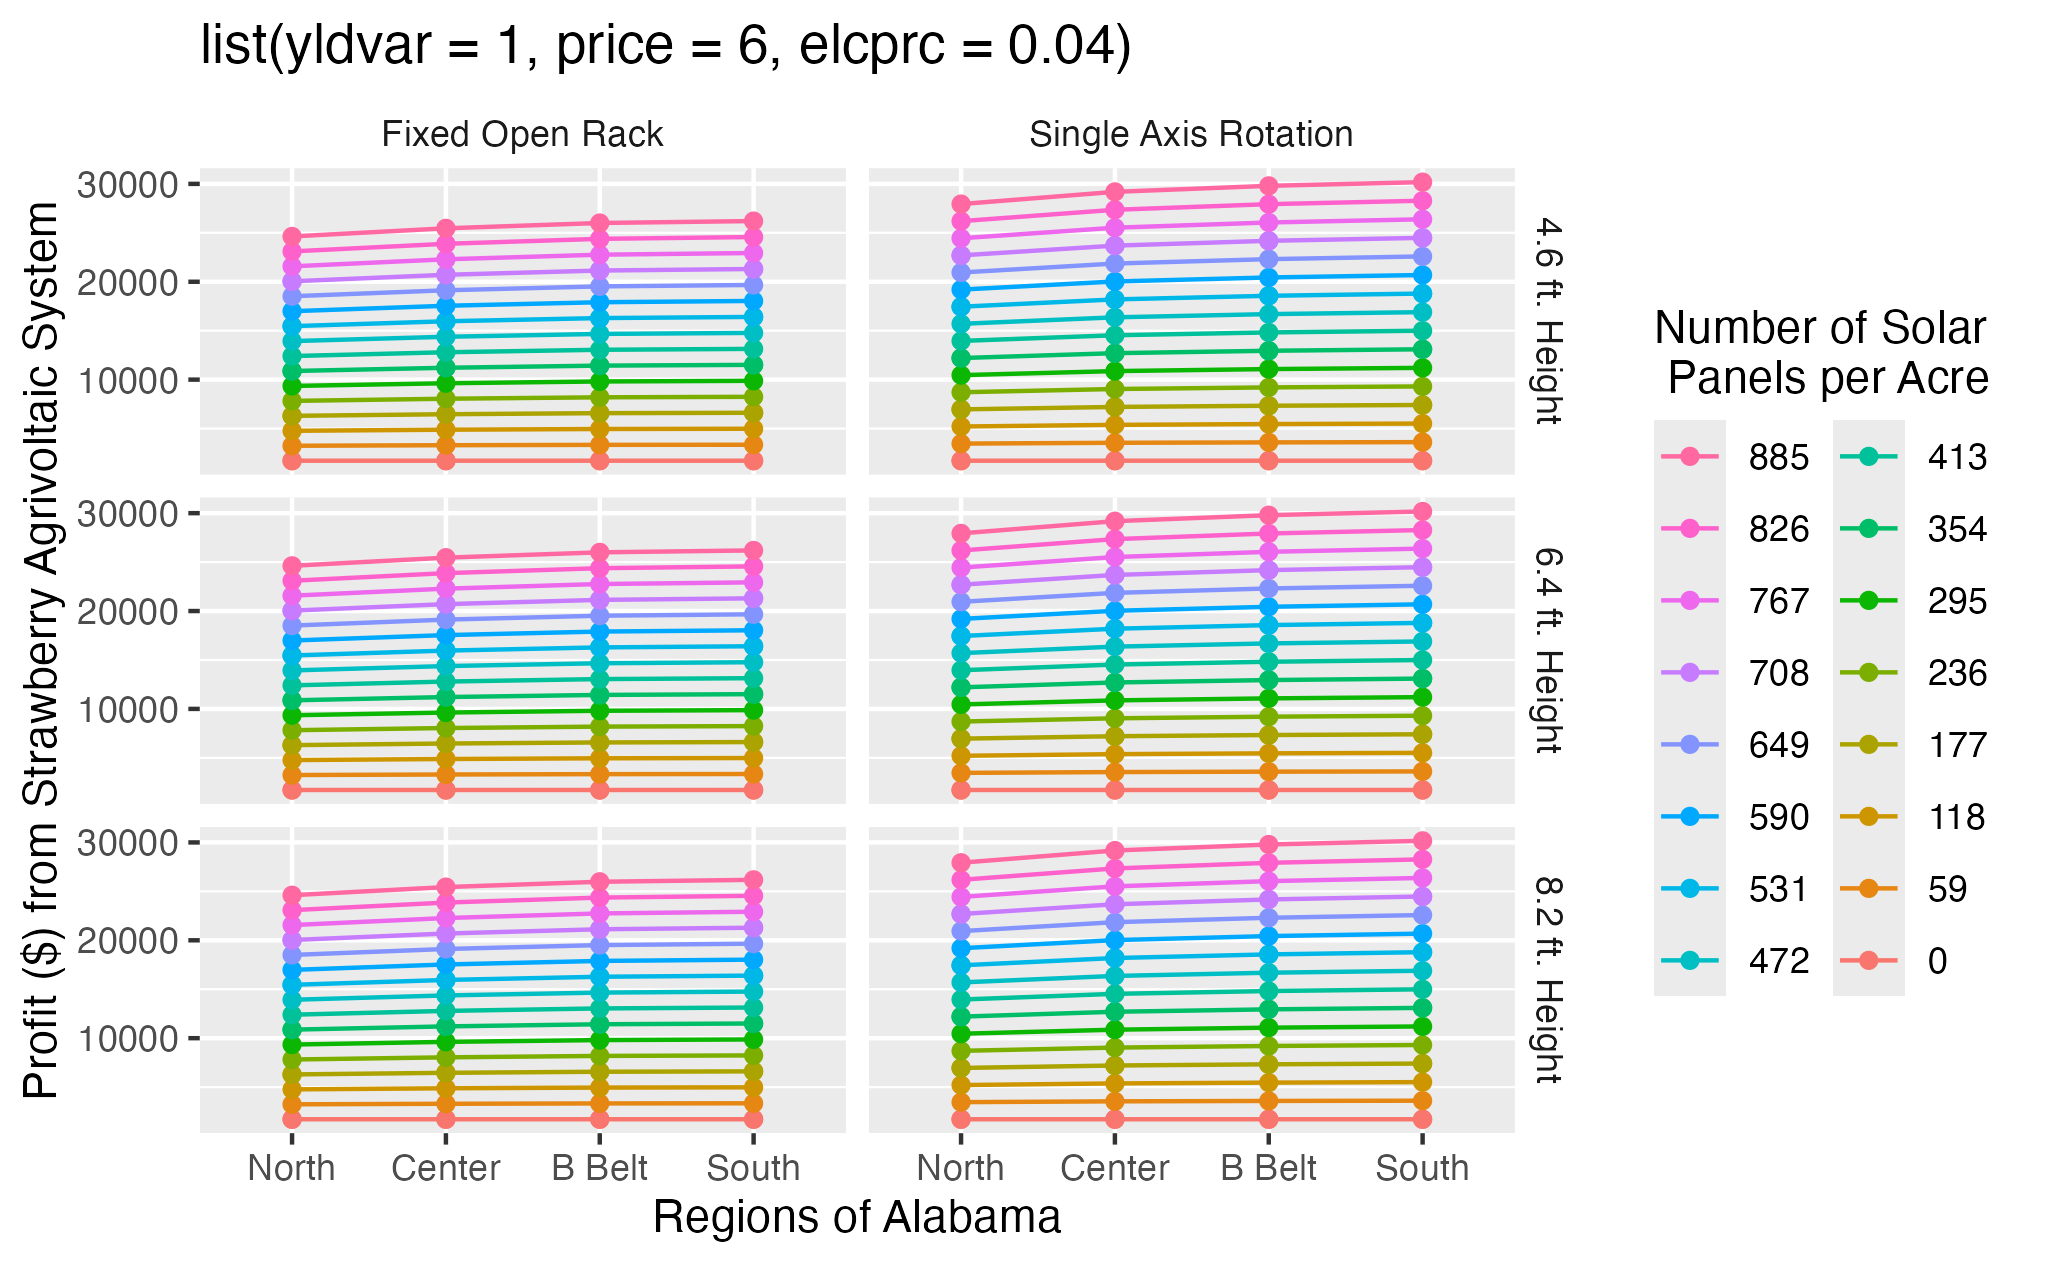 list(yldvar = 1, price = 6, elcprc = 0.04)
Fixed Open Rack
Single Axis Rotation
Profit ($) from Strawberry Agrivoltaic System
30000
20000
10000
4.6 ft. Height
30000
20000
10000
6.4 ft. Height
30000
20000
10000
8.2 ft. Height
North Center B Belt South
North Center B Belt South
Regions of Alabama
Number of Solar
Panels per Acre
885 413
826 354
767 295
708 236
649 177
590 118
531 59
472 0